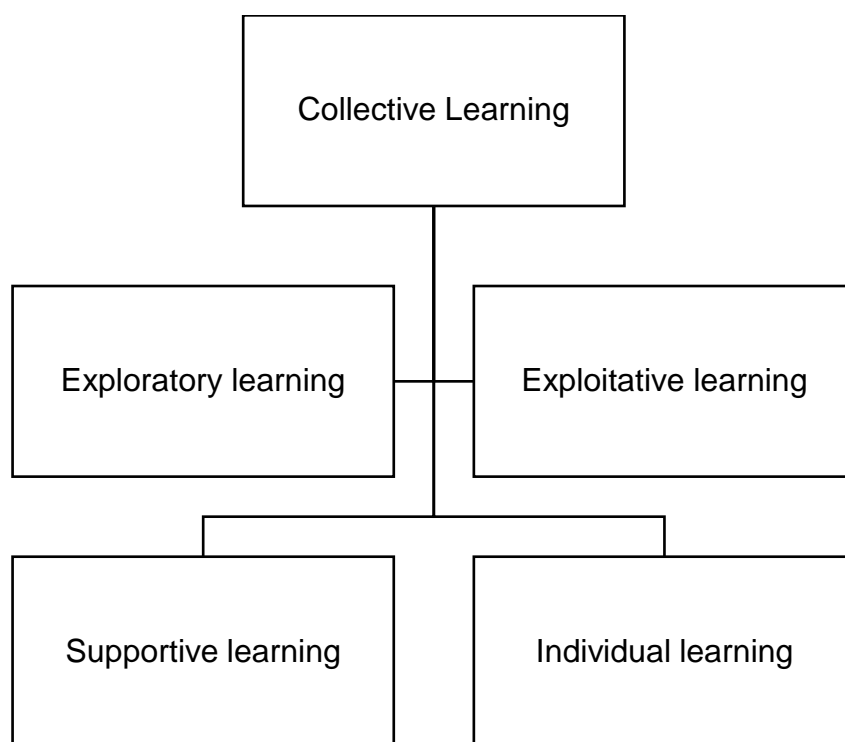 Collective Learning
Exploratory learning
Exploitative learning
Supportive learning
Individual learning